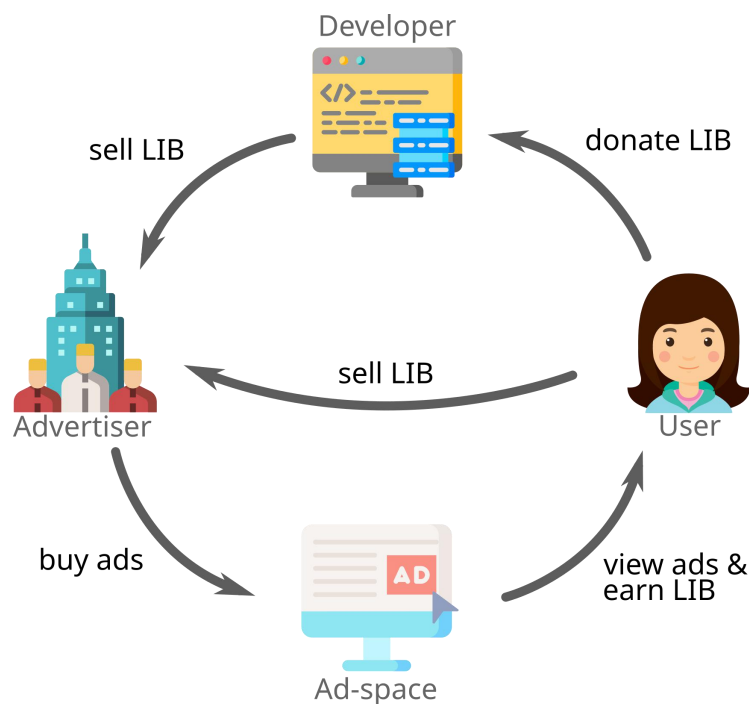 Developer
</>
sell LIB
donate LIB
sell LIB
Advertiser
User
buy ads
AD
view ads &
earn LIB
Ad-space